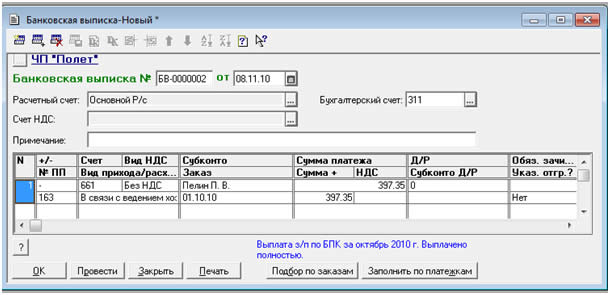 Банковская выписка-Новый *
ЧП "Полет"
Банковская выписка № БВ-0000002 от 08.11.10
Расчетный счет: Основной Р/с ... Бухгалтерский счет: 311 ...
Счет НДС: ...
Примечание:
N +/- Счет Вид НДС Субконто Сумма платежа Д/Р Обяз. зачи...
№ ПП Вид прихода/расх... Заказ Сумма + НДС Субконто Д/Р Указ. отгр.?
1 - 661 Без НДС Пелин П. В. 397.35 0
163 В связи с ведением хо: 01.10.10 397.35 Нет
? Выплата з/п по БПК за октябрь 2010 г. Выплачено
полностью.
OK Провести Закрыть Печать Подбор по заказам Заполнить по платежкам